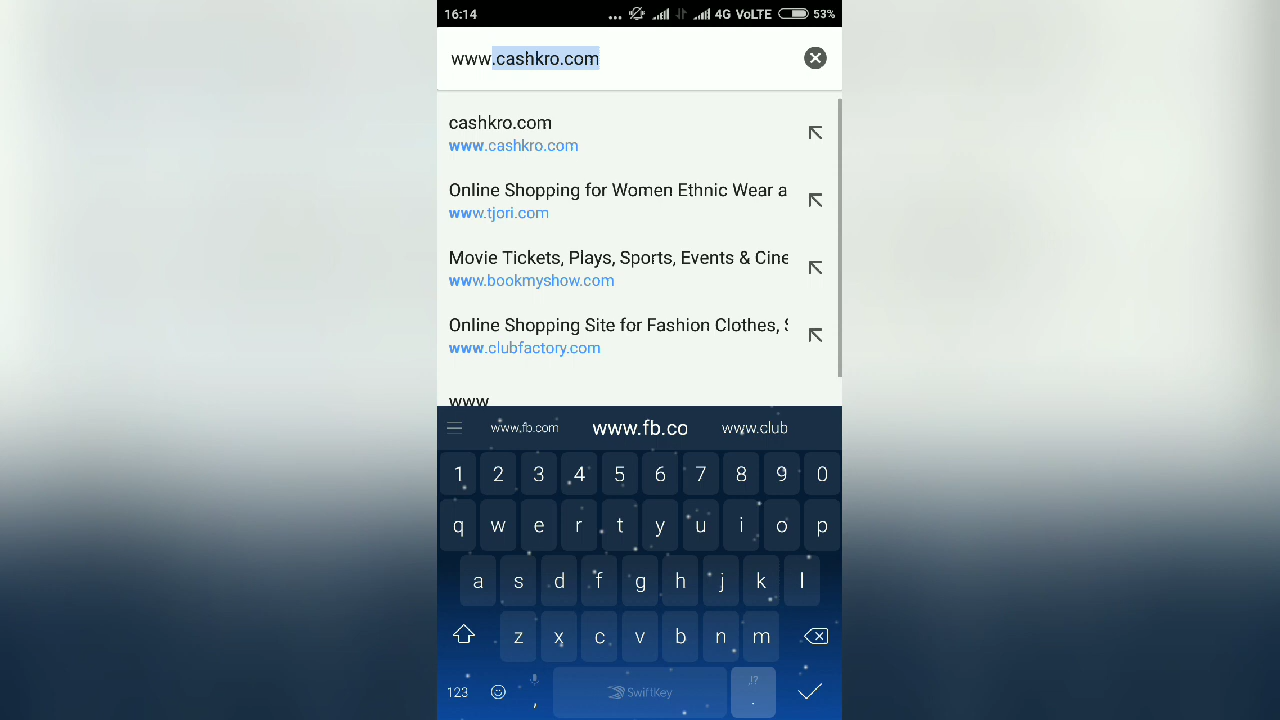 16:14 ... 4G VoLTE 53%
www.cashkro.com
cashkro.com
www.cashkro.com
Online Shopping for Women Ethnic Wear a
www.tjori.com
Movie Tickets, Plays, Sports, Events & Cine
www.bookmyshow.com
Online Shopping Site for Fashion Clothes, S
www.clubfactory.com
www
www.fb.com www.fb.co www.club
1 2 3 4 5 6 7 8 9 0
q w e r t y u i o p
a s d f g h j k l
z x c v b n m
,!?
123 , SwiftKey .